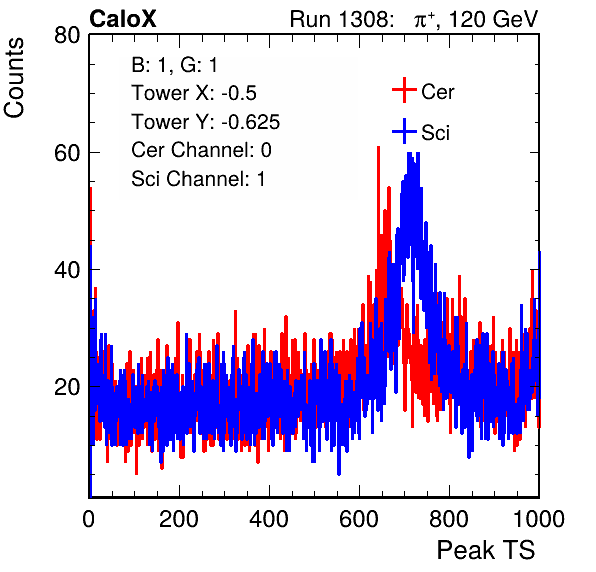 CaloX Run 1308: π⁺, 120 GeV
Counts
80
60
40
20
B: 1, G: 1
Tower X: -0.5
Tower Y: -0.625
Cer Channel: 0
Sci Channel: 1
Cer
Sci
0 200 400 600 800 1000
Peak TS